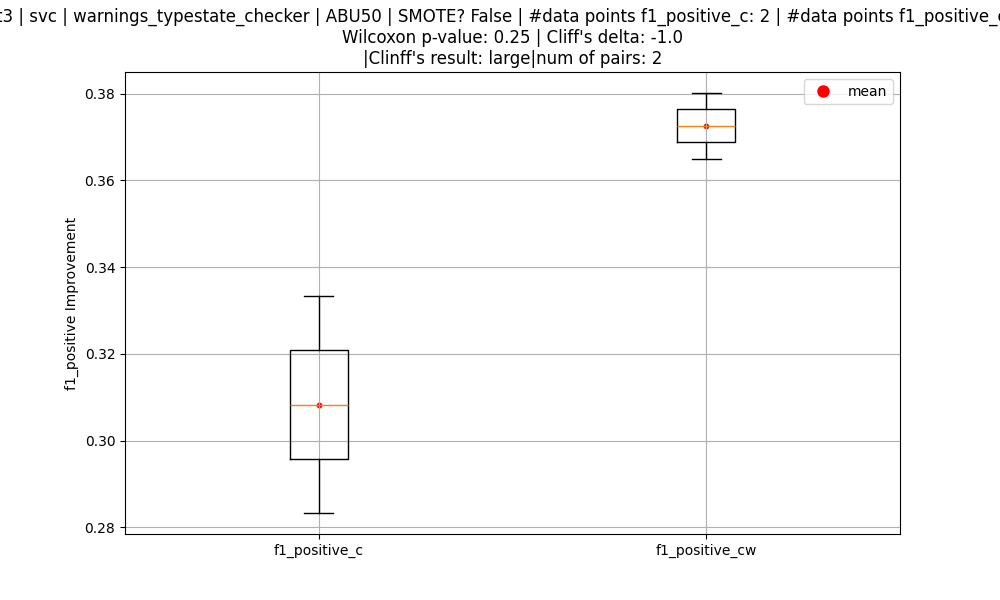 | svc | warnings_typestate_checker | ABU50 | SMOTE? False | #data points f1_positive_c: 2 | #data points
Wilcoxon p-value: 0.25 | Cliff's delta: -1.0
|Clinff's result: large|num of pairs: 2
mean
0.38
0.36
0.34
0.32
0.30
0.28
f1_positive Improvement
f1_positive_c
f1_positive_cw